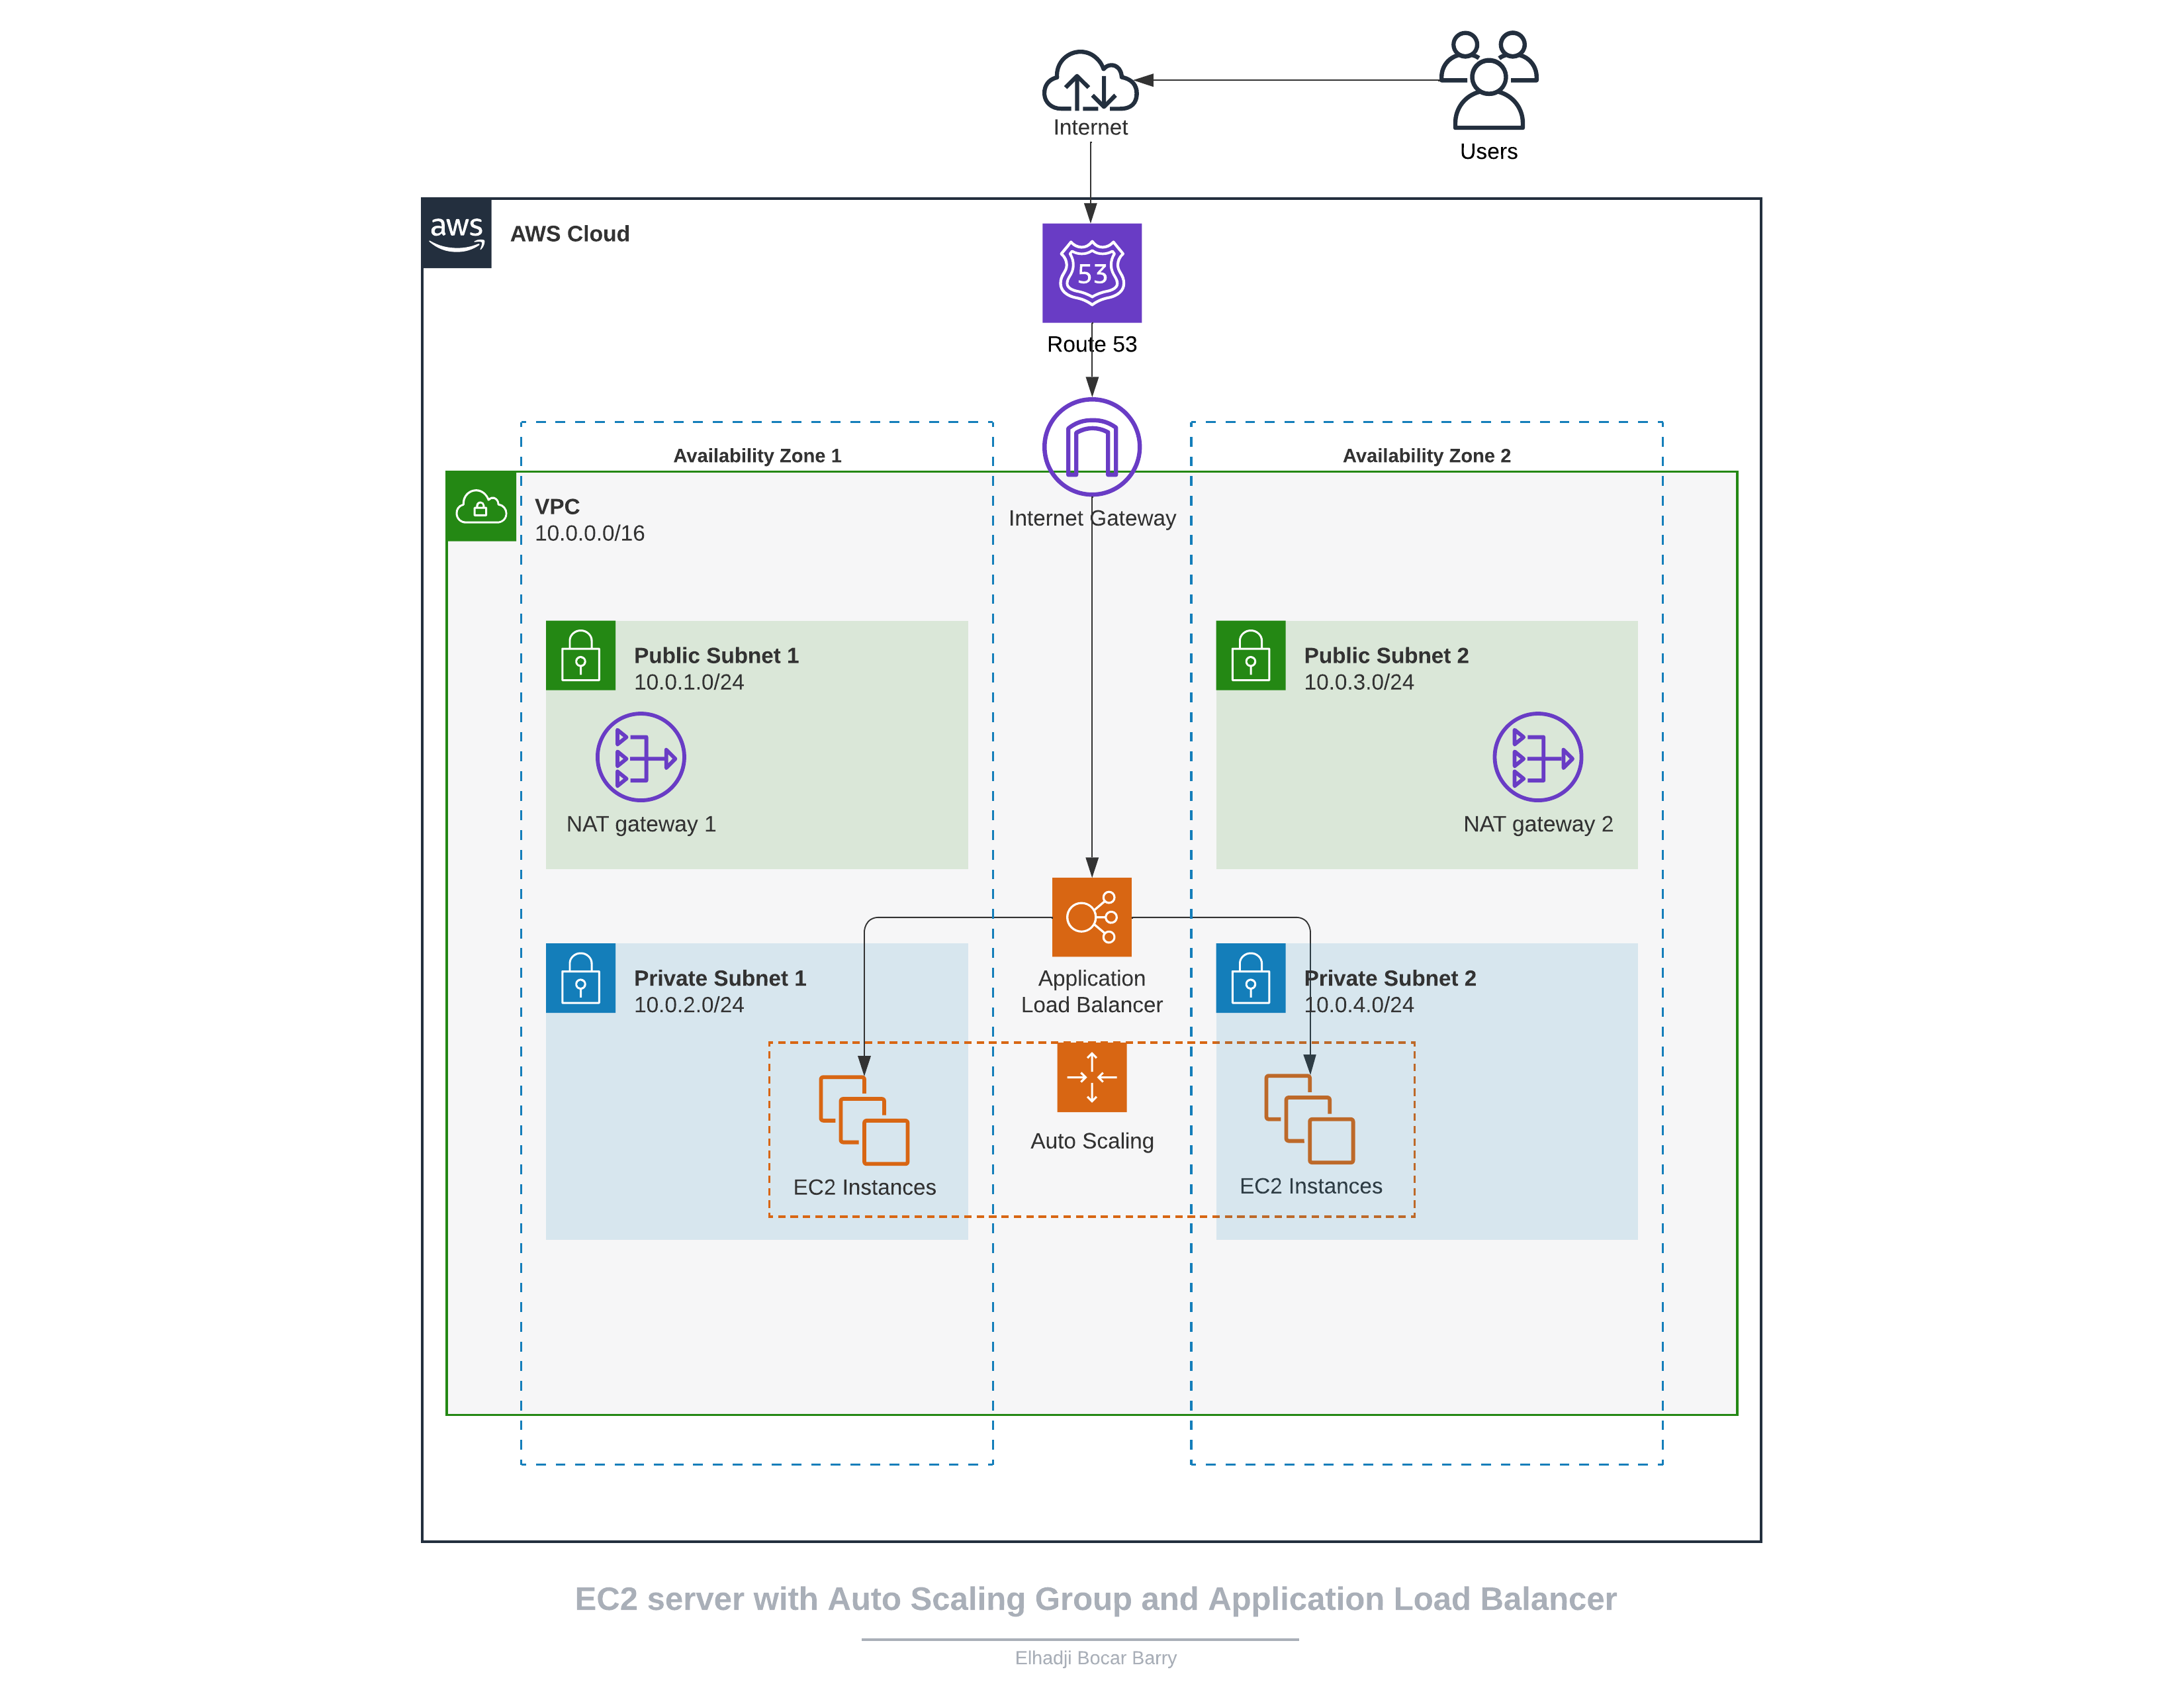 Internet
Users
aws
AWS Cloud
53
Route 53
Availability Zone 1
Availability Zone 2
VPC
10.0.0.0/16
Internet Gateway
Public Subnet 1
10.0.1.0/24
Public Subnet 2
10.0.3.0/24
NAT gateway 1
NAT gateway 2
Application
Load Balancer
Private Subnet 1
10.0.2.0/24
Private Subnet 2
10.0.4.0/24
Auto Scaling
EC2 Instances
EC2 Instances
EC2 server with Auto Scaling Group and Application Load Balancer
Elhadji Bocar Barry